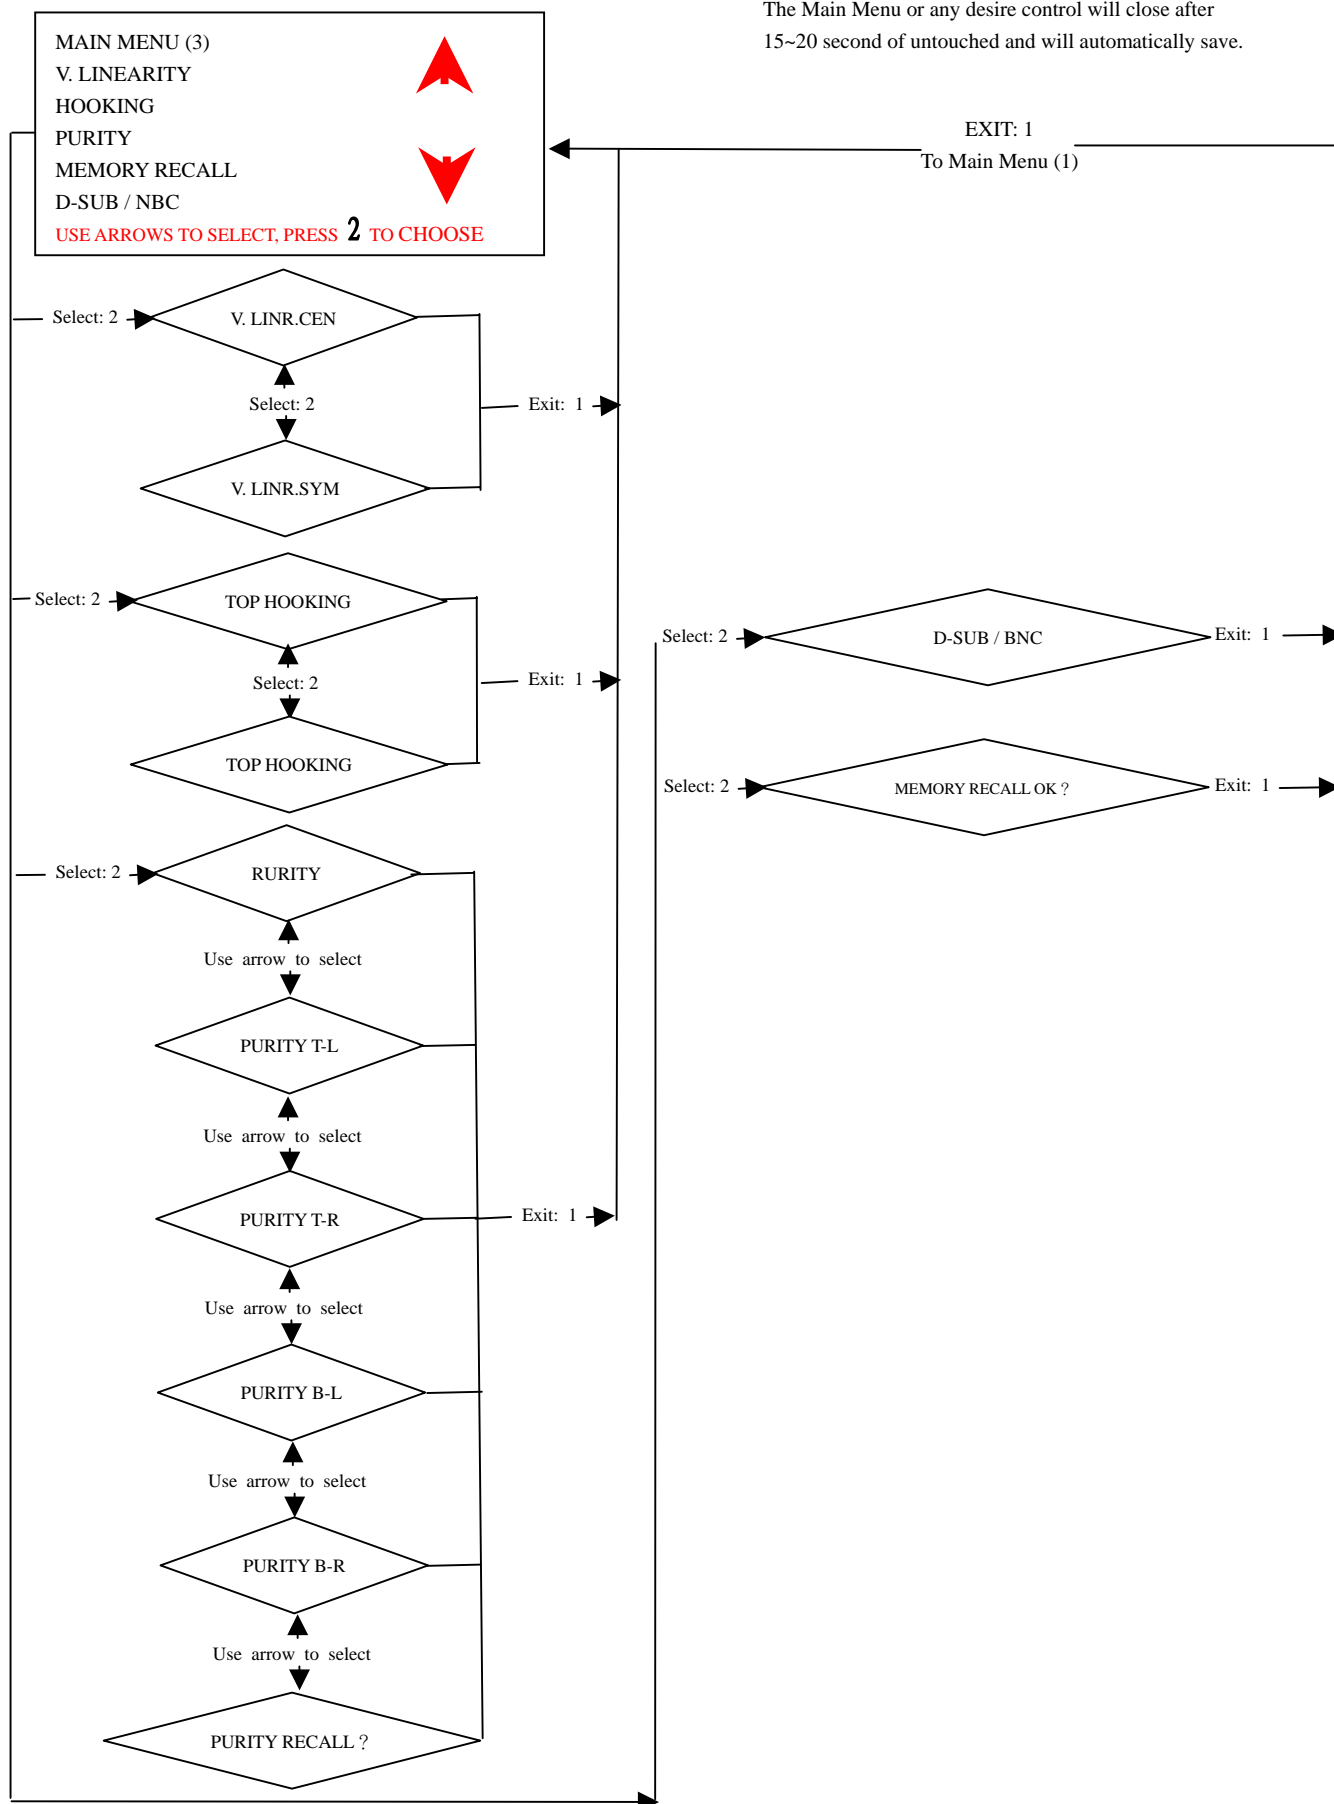 The Main Menu or any desire control will close after
15~20 second of untouched and will automatically save.
MAIN MENU (3)
V. LINEARITY
HOOKING
PURITY
MEMORY RECALL
D-SUB / NBC
USE ARROWS TO SELECT, PRESS 2 TO CHOOSE
EXIT: 1
To Main Menu (1)
Select: 2
V. LINR.CEN
Select: 2
Exit: 1
V. LINR.SYM
Select: 2
TOP HOOKING
Select: 2
Exit: 1
TOP HOOKING
Select: 2
RURITY
Use arrow to select
PURITY T-L
Use arrow to select
PURITY T-R
Exit: 1
Use arrow to select
PURITY B-L
Use arrow to select
PURITY B-R
Use arrow to select
PURITY RECALL ?
Select: 2
D-SUB / BNC
Exit: 1
Select: 2
MEMORY RECALL OK ?
Exit: 1